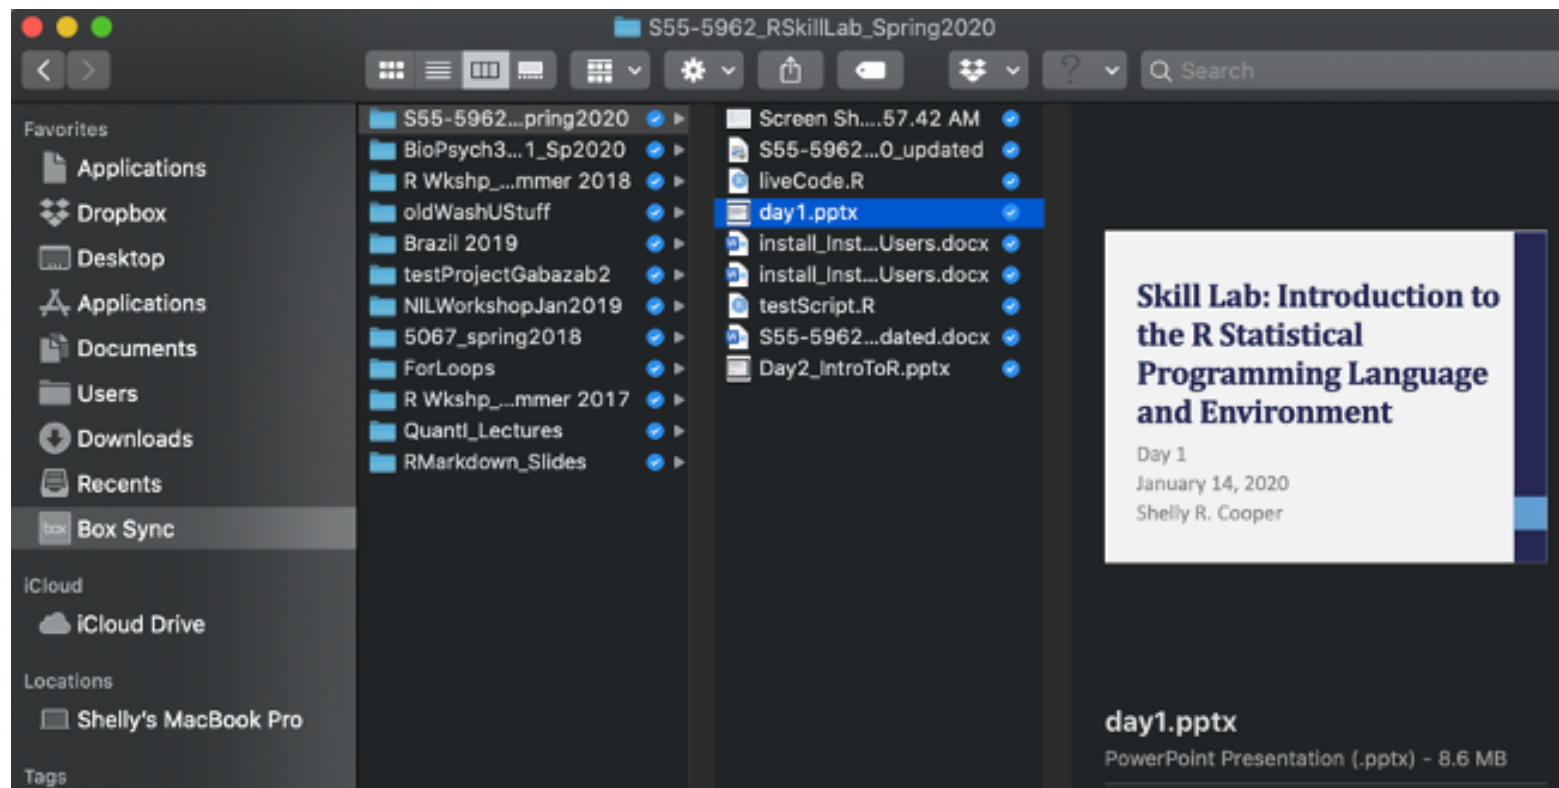 S55-5962_RSkillLab_Spring2020
Search
Favorites
Applications
Dropbox
Desktop
Applications
Documents
Users
Downloads
Recents
box Box Sync
iCloud
iCloud Drive
Locations
Shelly's MacBook Pro
Tags
S55-5962...pring2020
BioPsych3...1_Sp2020
R Wkshp_...mmer 2018
oldWashUStuff
Brazil 2019
testProjectGabazab2
NILWorkshopJan2019
5067_spring2018
ForLoops
R Wkshp_...mmer 2017
QuantI_Lectures
RMarkdown_Slides
Screen Sh....57.42 AM
S55-5962...0_updated
liveCode.R
day1.pptx
install_Inst...Users.docx
install_Inst...Users.docx
testScript.R
S55-5962...dated.docx
Day2_IntroToR.pptx
Skill Lab: Introduction to
the R Statistical
Programming Language
and Environment
Day 1
January 14, 2020
Shelly R. Cooper
day1.pptx
PowerPoint Presentation (.pptx) - 8.6 MB